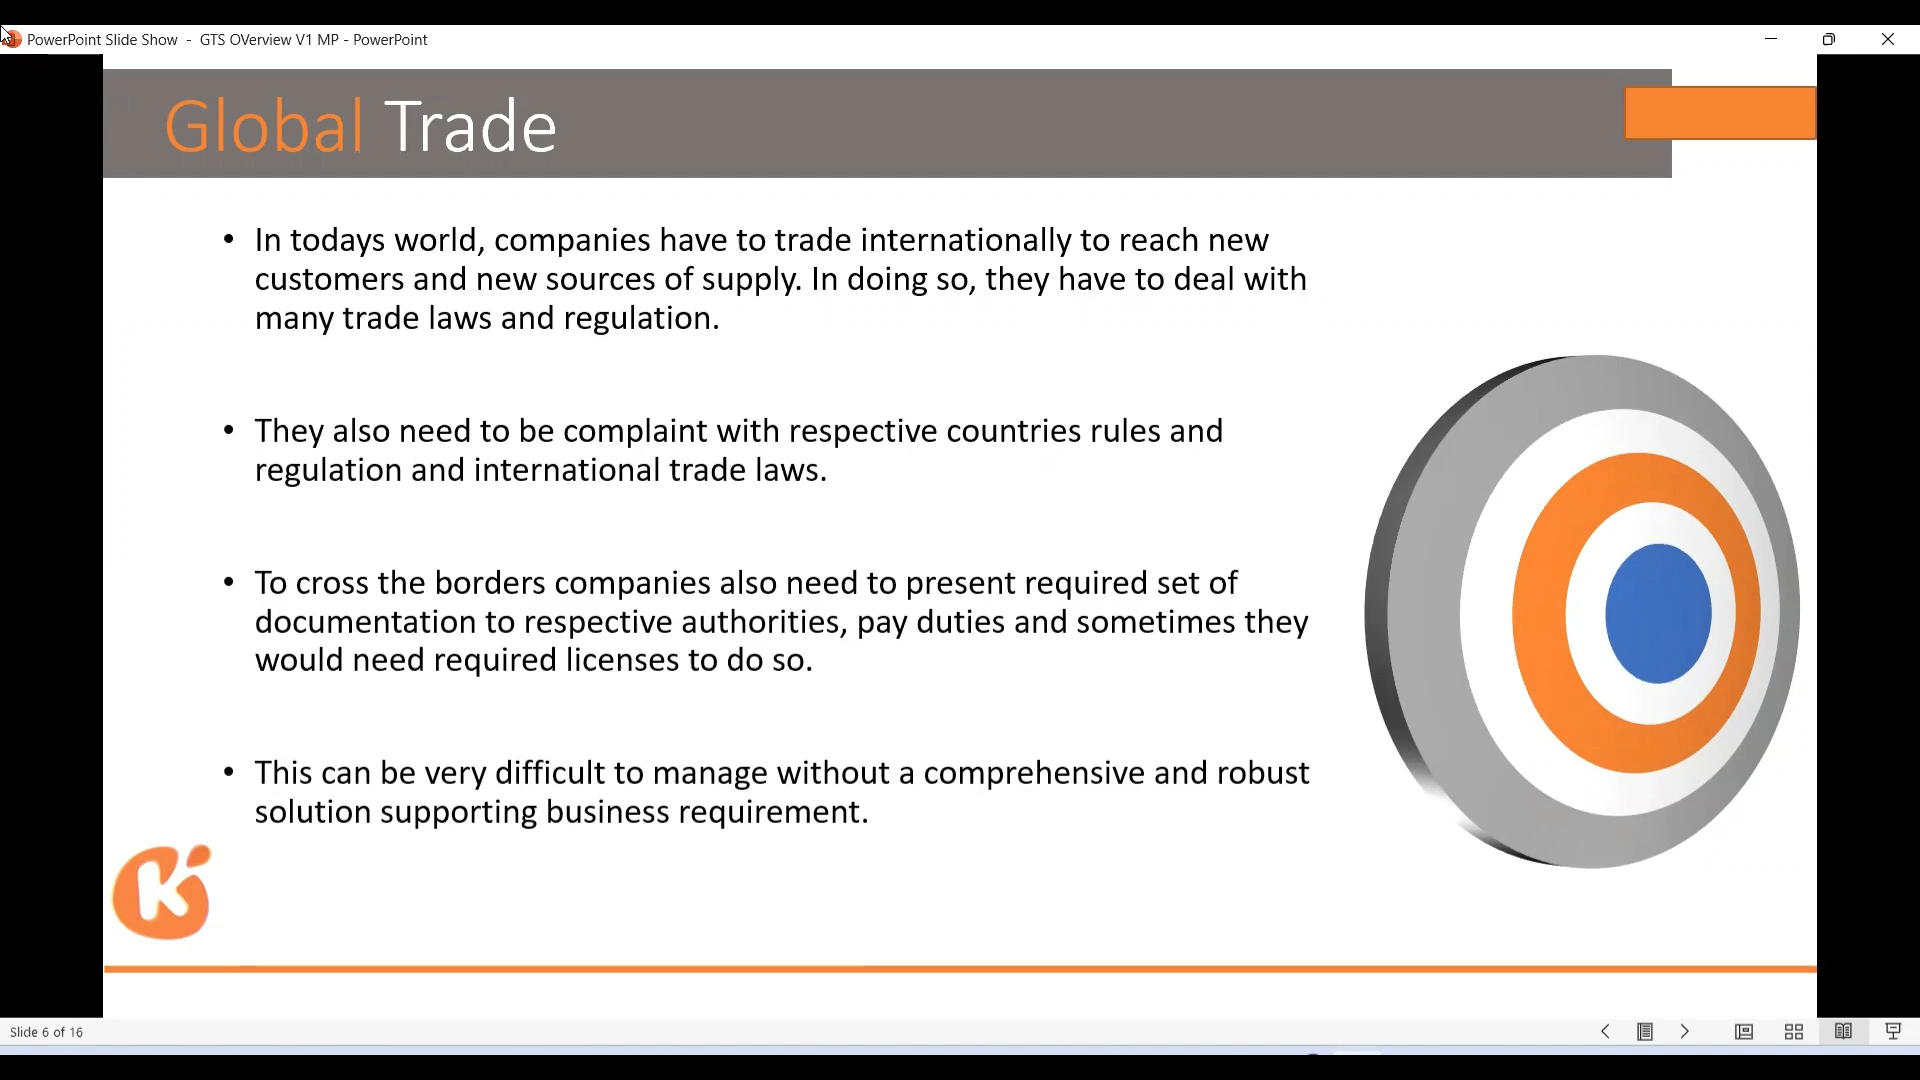 PowerPoint Slide Show - GTS OVerview V1 MP - PowerPoint
Global Trade
• In todays world, companies have to trade internationally to reach new
customers and new sources of supply. In doing so, they have to deal with
many trade laws and regulation.
• They also need to be complaint with respective countries rules and
regulation and international trade laws.
• To cross the borders companies also need to present required set of
documentation to respective authorities, pay duties and sometimes they
would need required licenses to do so.
• This can be very difficult to manage without a comprehensive and robust
solution supporting business requirement.
K
Slide 6 of 16